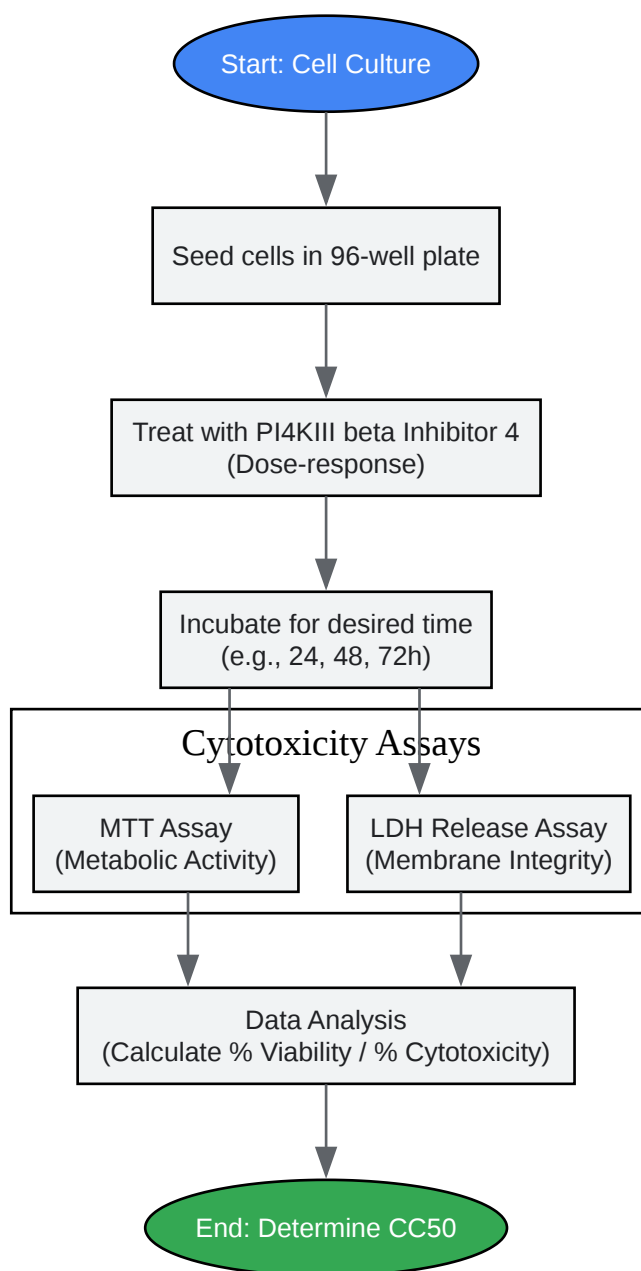 Start: Cell Culture
Seed cells in 96-well plate
Treat with PI4KIII beta Inhibitor 4
(Dose-response)
Incubate for desired time
(e.g., 24, 48, 72h)
Cytotoxicity Assays
MTT Assay
(Metabolic Activity)
LDH Release Assay
(Membrane Integrity)
Data Analysis
(Calculate % Viability / % Cytotoxicity)
End: Determine CC50